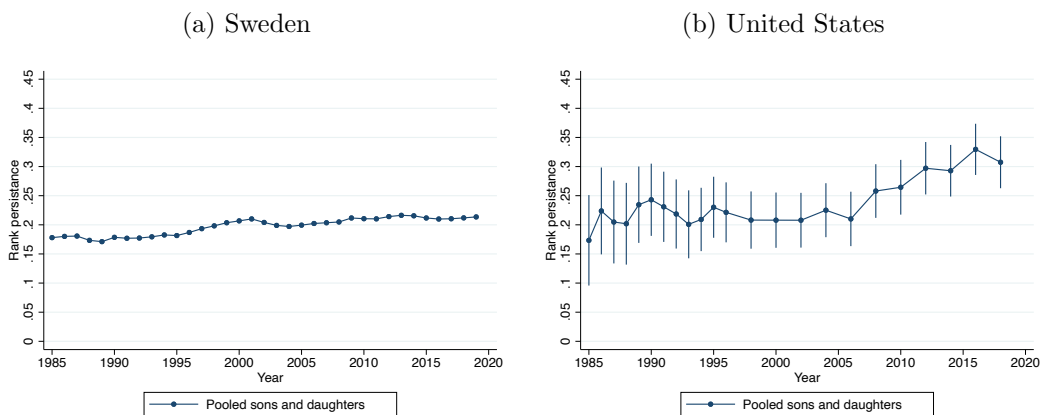 (a) Sweden
(b) United States
Rank persistance
.45
.4
.35
.3
.25
.2
.15
.1
.05
0
1985 1990 1995 2000 2005 2010 2015 2020
Year
Pooled sons and daughters
Rank persistance
.45
.4
.35
.3
.25
.2
.15
.1
.05
0
1985 1990 1995 2000 2005 2010 2015 2020
Year
Pooled sons and daughters